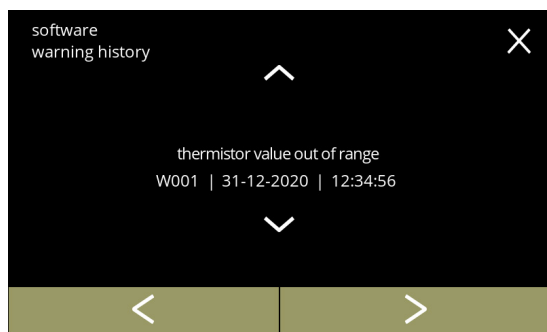 software
warning history
thermistor value out of range
W001 | 31-12-2020 | 12:34:56